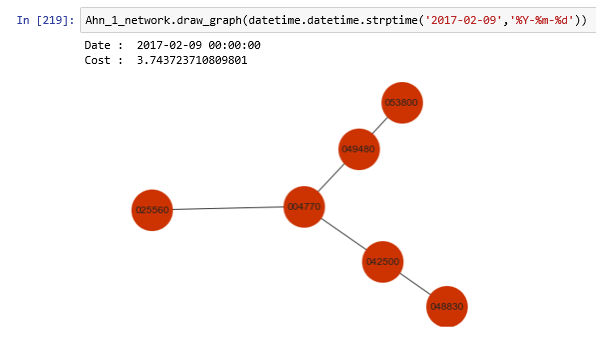 In [219]: Ahn_1_network.draw_graph(datetime.datetime.strptime('2017-02-09','%Y-%m-%d'))
Date :  2017-02-09 00:00:00
Cost :  3.743723710809801
053800
049480
025560
004770
042500
048830